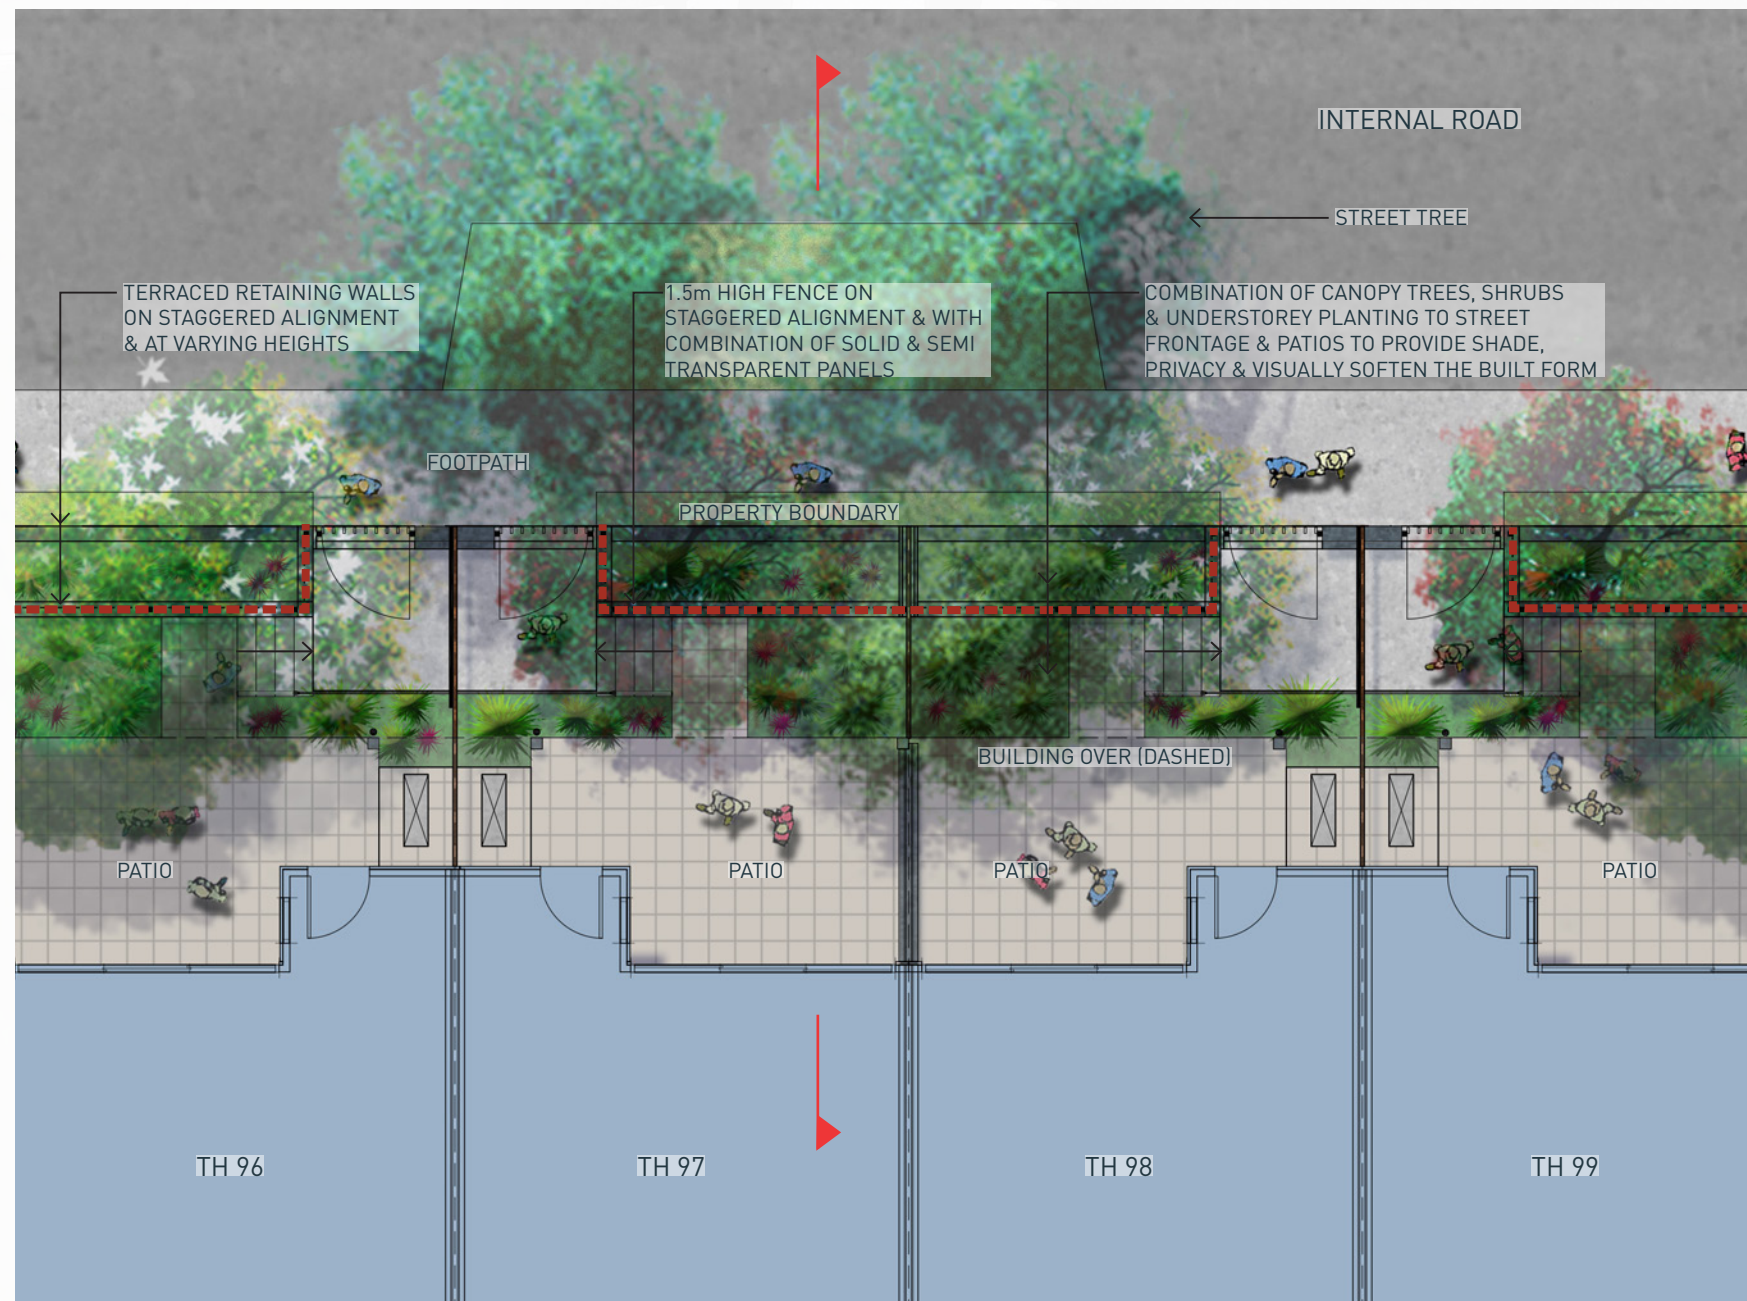 INTERNAL ROAD
STREET TREE
TERRACED RETAINING WALLS
ON STAGGERED ALIGNMENT
& AT VARYING HEIGHTS
1.5m HIGH FENCE ON
STAGGERED ALIGNMENT & WITH
COMBINATION OF SOLID & SEMI
TRANSPARENT PANELS
COMBINATION OF CANOPY TREES, SHRUBS
& UNDERSTOREY PLANTING TO STREET
FRONTAGE & PATIOS TO PROVIDE SHADE,
PRIVACY & VISUALLY SOFTEN THE BUILT FORM
FOOTPATH
PROPERTY BOUNDARY
BUILDING OVER (DASHED)
PATIO
PATIO
PATIO
PATIO
TH 96
TH 97
TH 98
TH 99